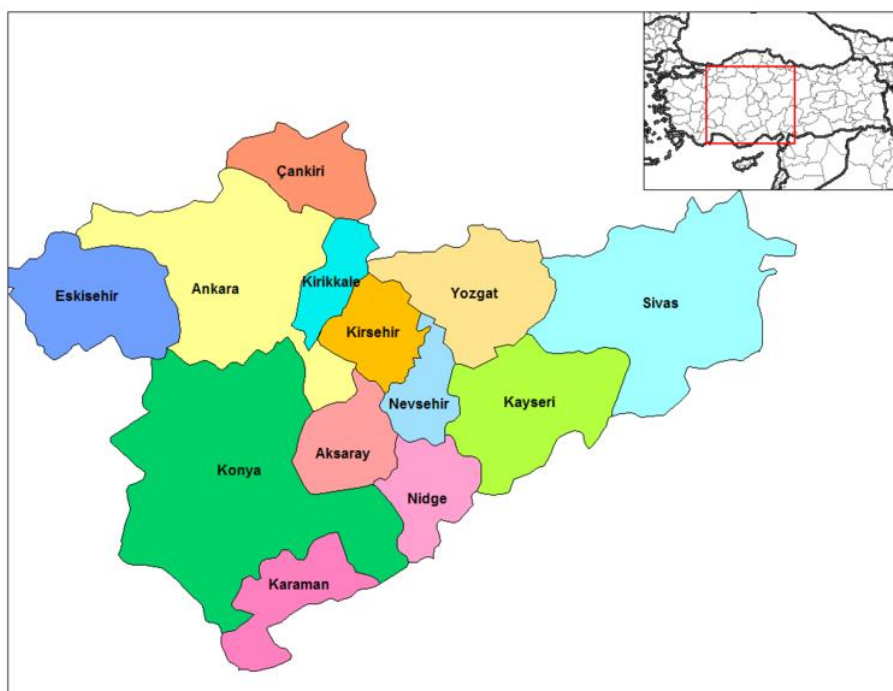 Çankiri
Ankara
Kirikkale
Eskisehir
Yozgat
Sivas
Kirsehir
Nevsehir
Kayseri
Aksaray
Konya
Nidge
Karaman